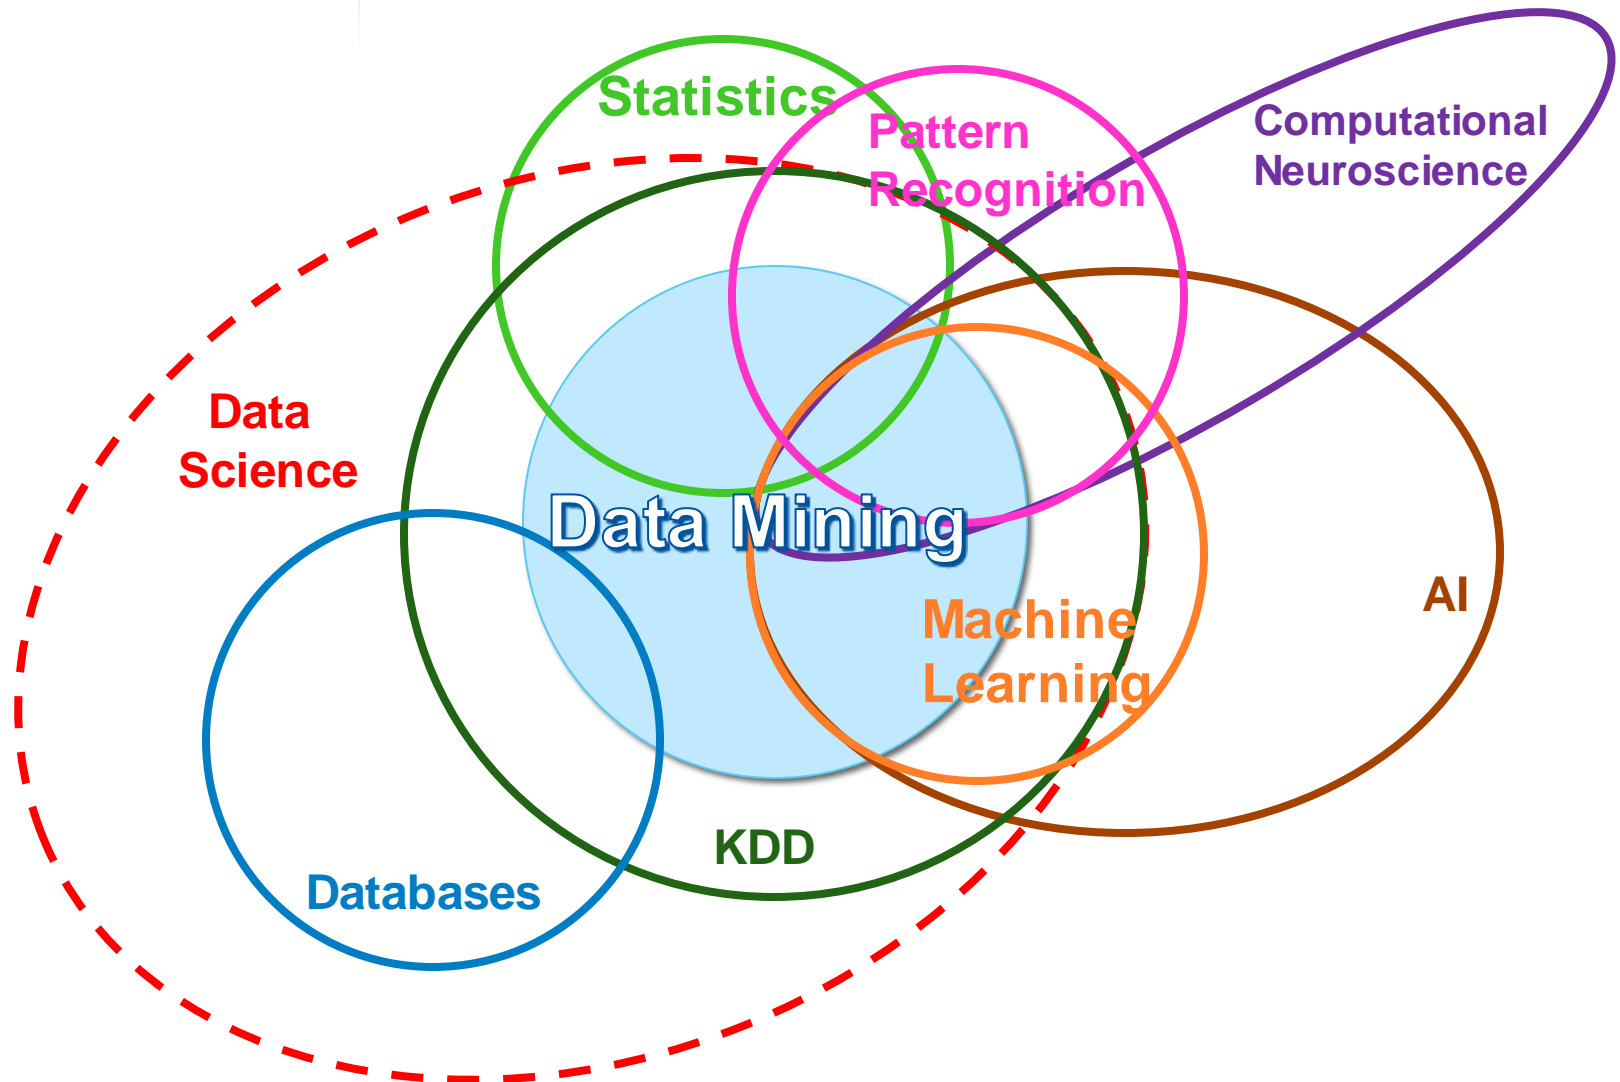 Statistics
Pattern
Recognition
Computational
Neuroscience
Data
Science
Data Mining
Machine
Learning
AI
KDD
Databases